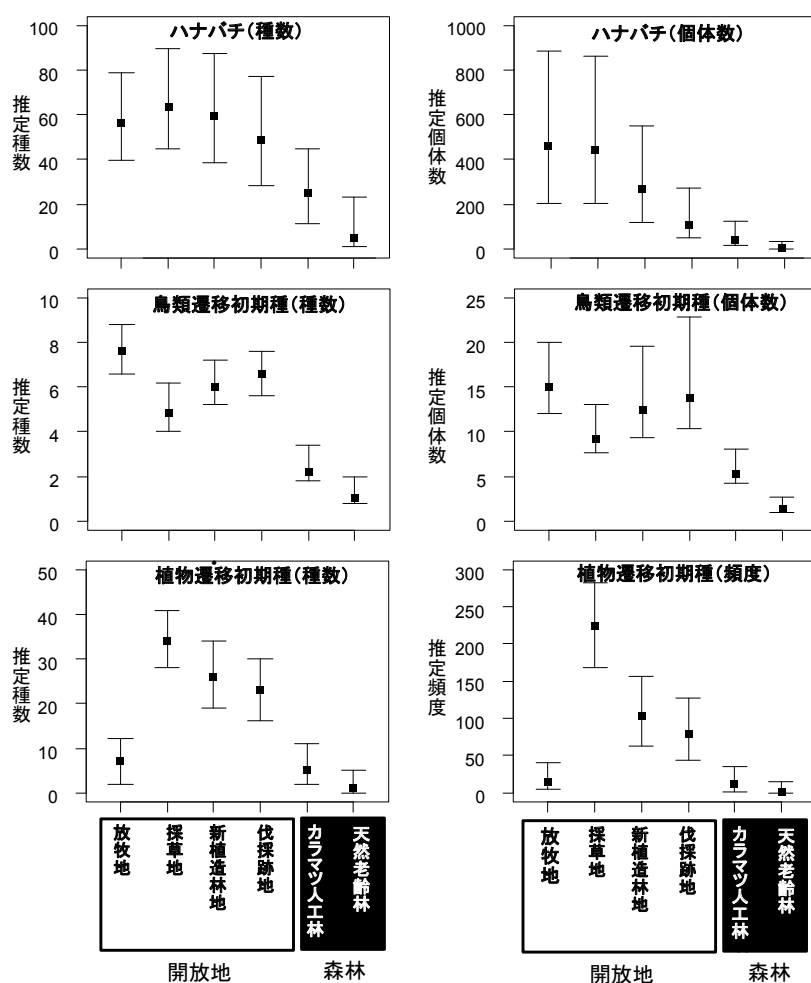 ハナバチ(種数)
推定種数
100
80
60
40
20
0
ハナバチ(個体数)
推定個体数
1000
800
600
400
200
0
鳥類遷移初期種(種数)
推定種数
10
8
6
4
2
0
鳥類遷移初期種(個体数)
推定個体数
25
20
15
10
5
0
植物遷移初期種(種数)
推定種数
50
40
30
20
10
0
植物遷移初期種(頻度)
推定頻度
300
250
200
150
100
50
0
放牧地
採草地
新植造林地
伐採跡地
カラマツ人工林
天然老齢林
開放地
森林
放牧地
採草地
新植造林地
伐採跡地
カラマツ人工林
天然老齢林
開放地
森林